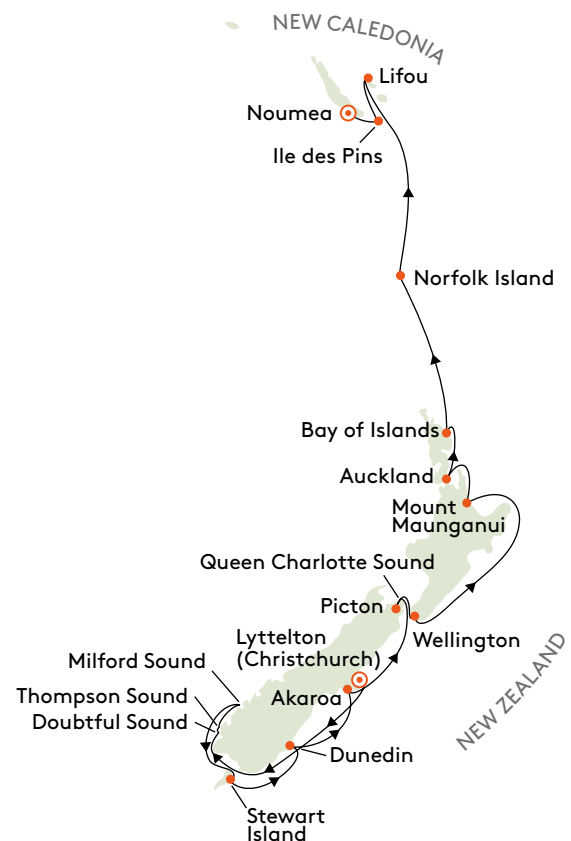 NEW CALEDONIA
Lifou
Noumea
Ile des Pins
Norfolk Island
Bay of Islands
Auckland
Mount
Maunganui
Queen Charlotte Sound
Picton
Wellington
Lyttelton
(Christchurch)
NEW ZEALAND
Milford Sound
Akaroa
Thompson Sound
Doubtful Sound
Dunedin
Stewart
Island